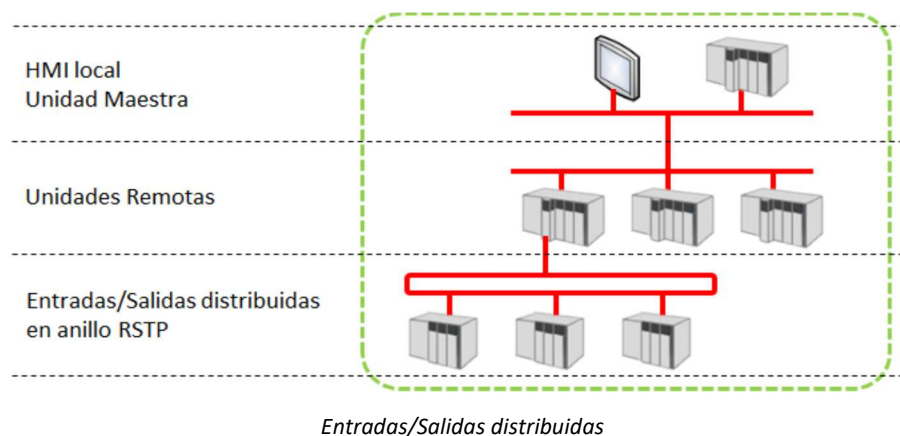 HMI local
Unidad Maestra
Unidades Remotas
Entradas/Salidas distribuidas
en anillo RSTP
Entradas/Salidas distribuidas